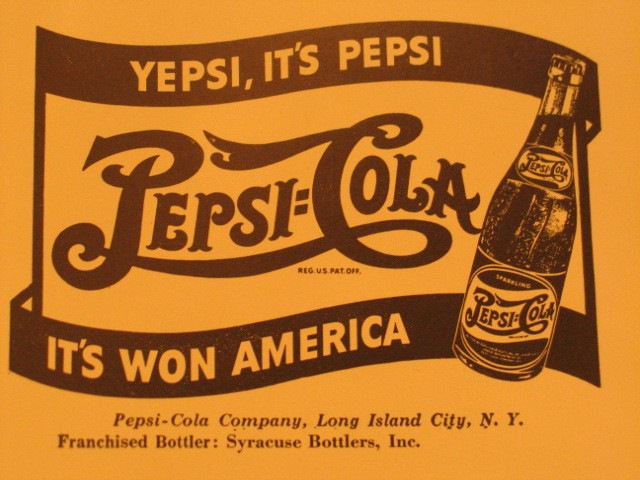 YEPSI, IT'S PEPSI
PEPSI=COLA
REG. U.S. PAT. OFF.
PEPSI=COLA
SPARKLING
PEPSI=COLA
IT'S WON AMERICA
Pepsi-Cola Company, Long Island City, N. Y.
Franchised Bottler: Syracuse Bottlers, Inc.